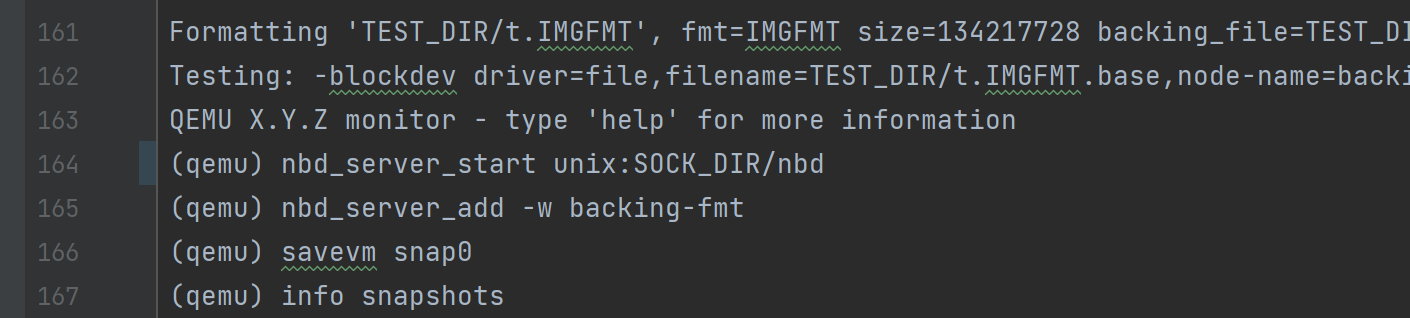 161 Formatting 'TEST_DIR/t.IMGFMT', fmt=IMGFMT size=134217728 backing_file=TEST_DI
162 Testing: -blockdev driver=file,filename=TEST_DIR/t.IMGFMT.base,node-name=backi
163 QEMU X.Y.Z monitor - type 'help' for more information
164 (qemu) nbd_server_start unix:SOCK_DIR/nbd
165 (qemu) nbd_server_add -w backing-fmt
166 (qemu) savevm snap0
167 (qemu) info snapshots